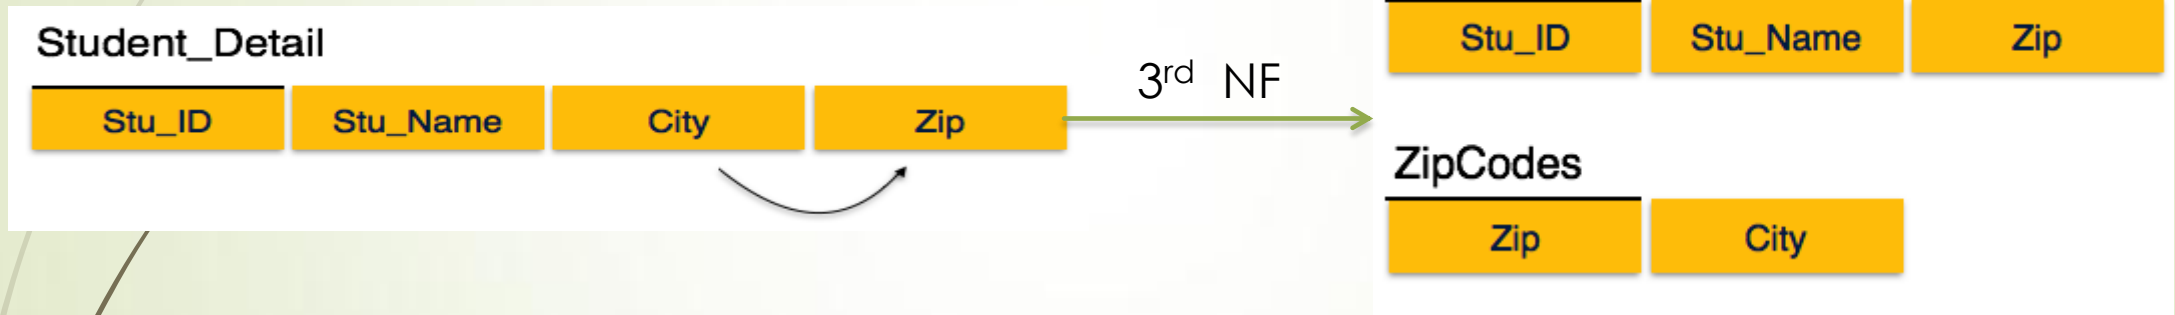 Student_Detail
Stu_ID Stu_Name City Zip
3rd NF
Stu_ID Stu_Name Zip
ZipCodes
Zip City